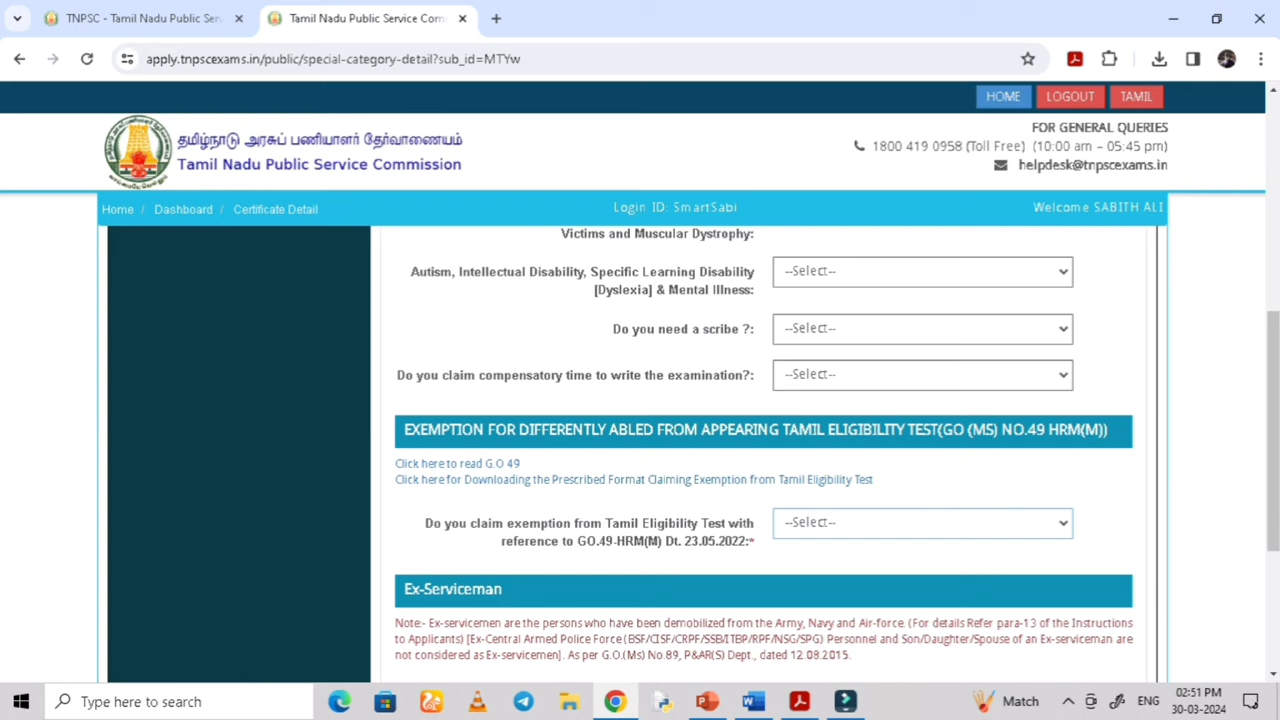 TNPSC - Tamil Nadu Public Serv
Tamil Nadu Public Service Com
apply.tnpscexams.in/public/special-category-detail?sub_id=MTYw
HOME
LOGOUT
TAMIL
தமிழ்நாடு அரசுப் பணியாளர் தேர்வாணையம்
Tamil Nadu Public Service Commission
FOR GENERAL QUERIES
1800 419 0958 (Toll Free) (10:00 am – 05:45 pm)
helpdesk@tnpscexams.in
Home / Dashboard / Certificate Detail
Login ID: SmartSabi
Welcome SABITH ALI
Victims and Muscular Dystrophy:
Autism, Intellectual Disability, Specific Learning Disability
[Dyslexia] & Mental Illness:
--Select--
Do you need a scribe ?:
--Select--
Do you claim compensatory time to write the examination?:
--Select--
EXEMPTION FOR DIFFERENTLY ABLED FROM APPEARING TAMIL ELIGIBILITY TEST(GO (MS) NO.49 HRM(M))
Click here to read G.O 49
Click here for Downloading the Prescribed Format Claiming Exemption from Tamil Eligibility Test
Do you claim exemption from Tamil Eligibility Test with
reference to GO.49-HRM(M) Dt. 23.05.2022:*
--Select--
Ex-Serviceman
Note:- Ex-servicemen are the persons who have been demobilized from the Army, Navy and Air-force. (For details Refer para-13 of the Instructions
to Applicants) [Ex-Central Armed Police Force (BSF/CISF/CRPF/SSB/ITBP/RPF/NSG/SPG) Personnel and Son/Daughter/Spouse of an Ex-serviceman are
not considered as Ex-servicemen]. As per G.O.(Ms) No.89, P&AR(S) Dept., dated 12.08.2015.
Type here to search
Match
ENG
02:51 PM
30-03-2024